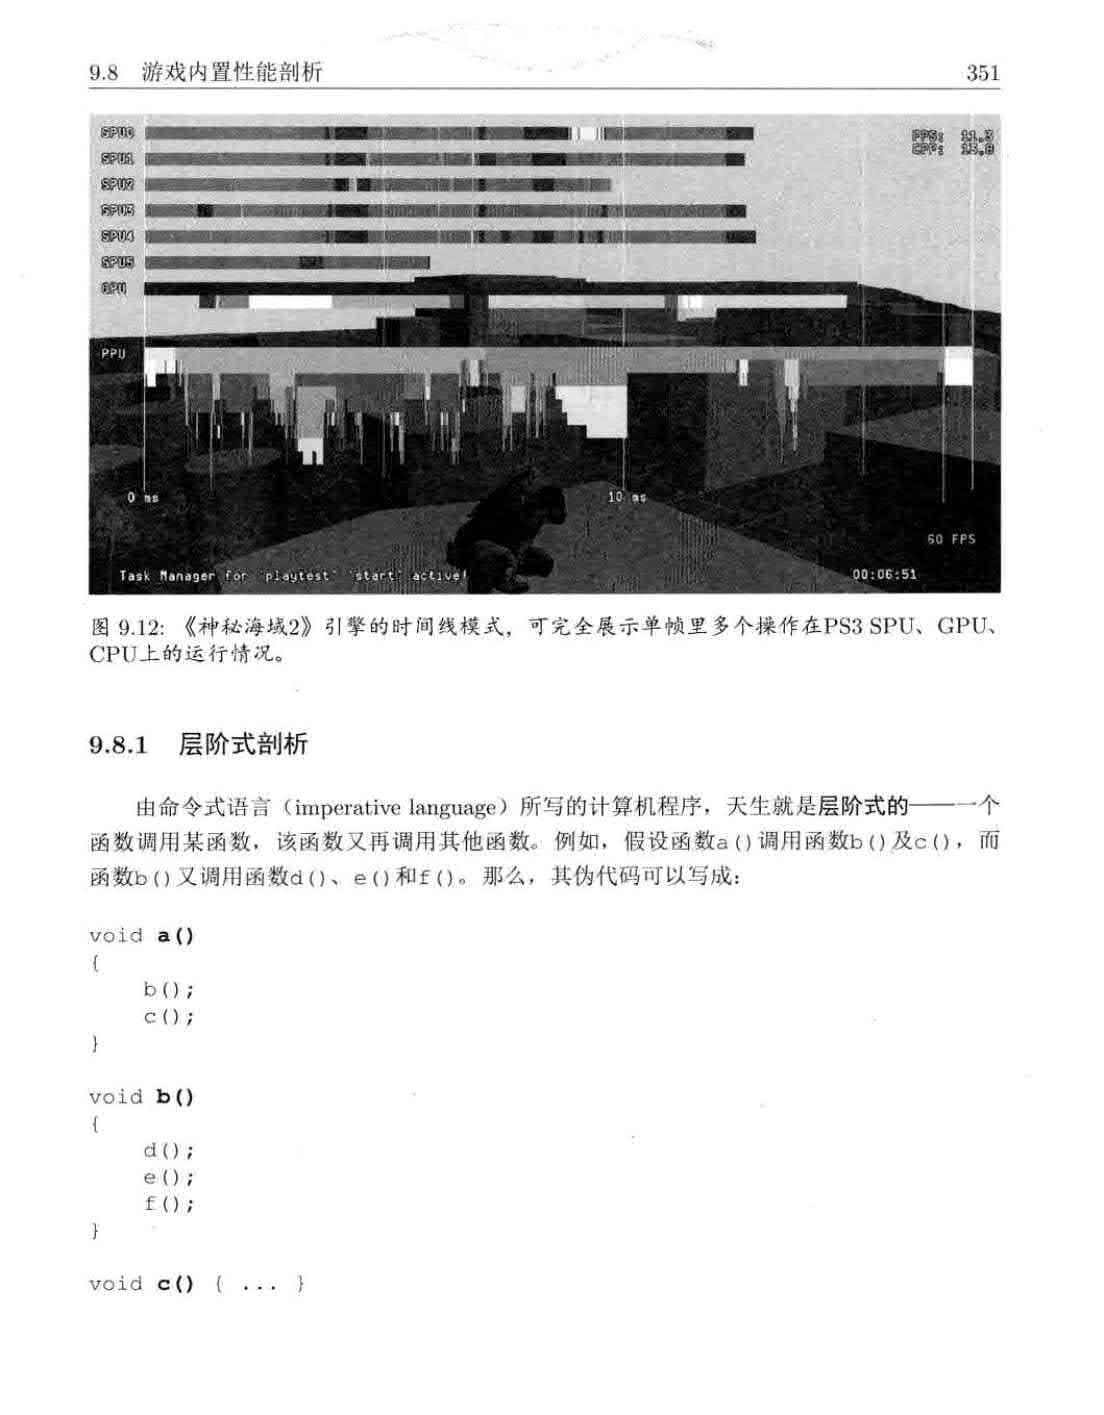 9.8 游戏内置性能剖析 351
SPU0
SPU1
SPU2
SPU3
SPU4
SPU5
GPU
PPU
0 ms 10 ms
60 FPS
Task Manager for 'playtest' 'start' active! 00:06:51
图 9.12: 《神秘海域2》引擎的时间线模式，可完全展示单帧里多个操作在PS3 SPU、GPU、
CPU上的运行情况。
9.8.1 层阶式剖析
由命令式语言（imperative language）所写的计算机程序，天生就是层阶式的——一个
函数调用某函数，该函数又再调用其他函数。例如，假设函数a()调用函数b()及c()，而
函数b()又调用函数d()、e()和f()。那么，其伪代码可以写成：
void a()
{
b();
c();
}
void b()
{
d();
e();
f();
}
void c() { ... }